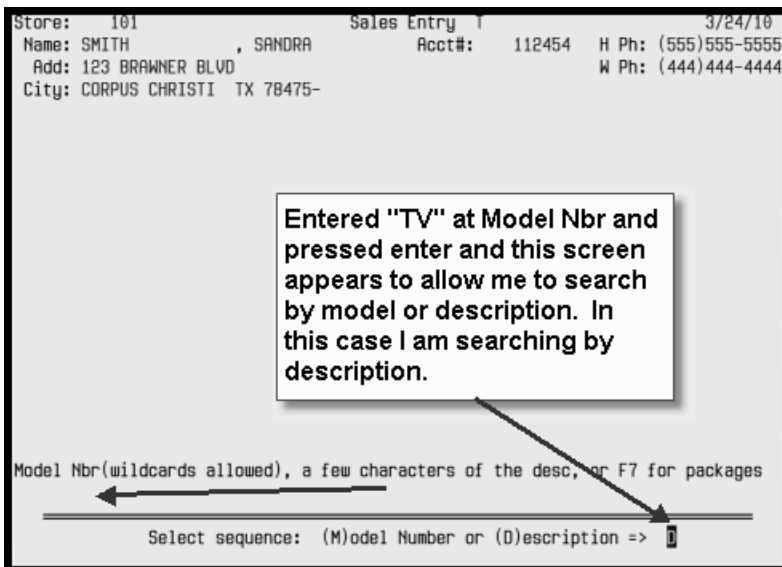 Store: 101 Sales Entry T 3/24/10
Name: SMITH , SANDRA Acct#: 112454 H Ph: (555)555-5555
Add: 123 BRAWNER BLVD W Ph: (444)444-4444
City: CORPUS CHRISTI TX 78475-
Entered "TV" at Model Nbr and
pressed enter and this screen
appears to allow me to search
by model or description. In
this case I am searching by
description.
Model Nbr(wildcards allowed), a few characters of the desc, or F7 for packages
Select sequence: (M)odel Number or (D)escription => D